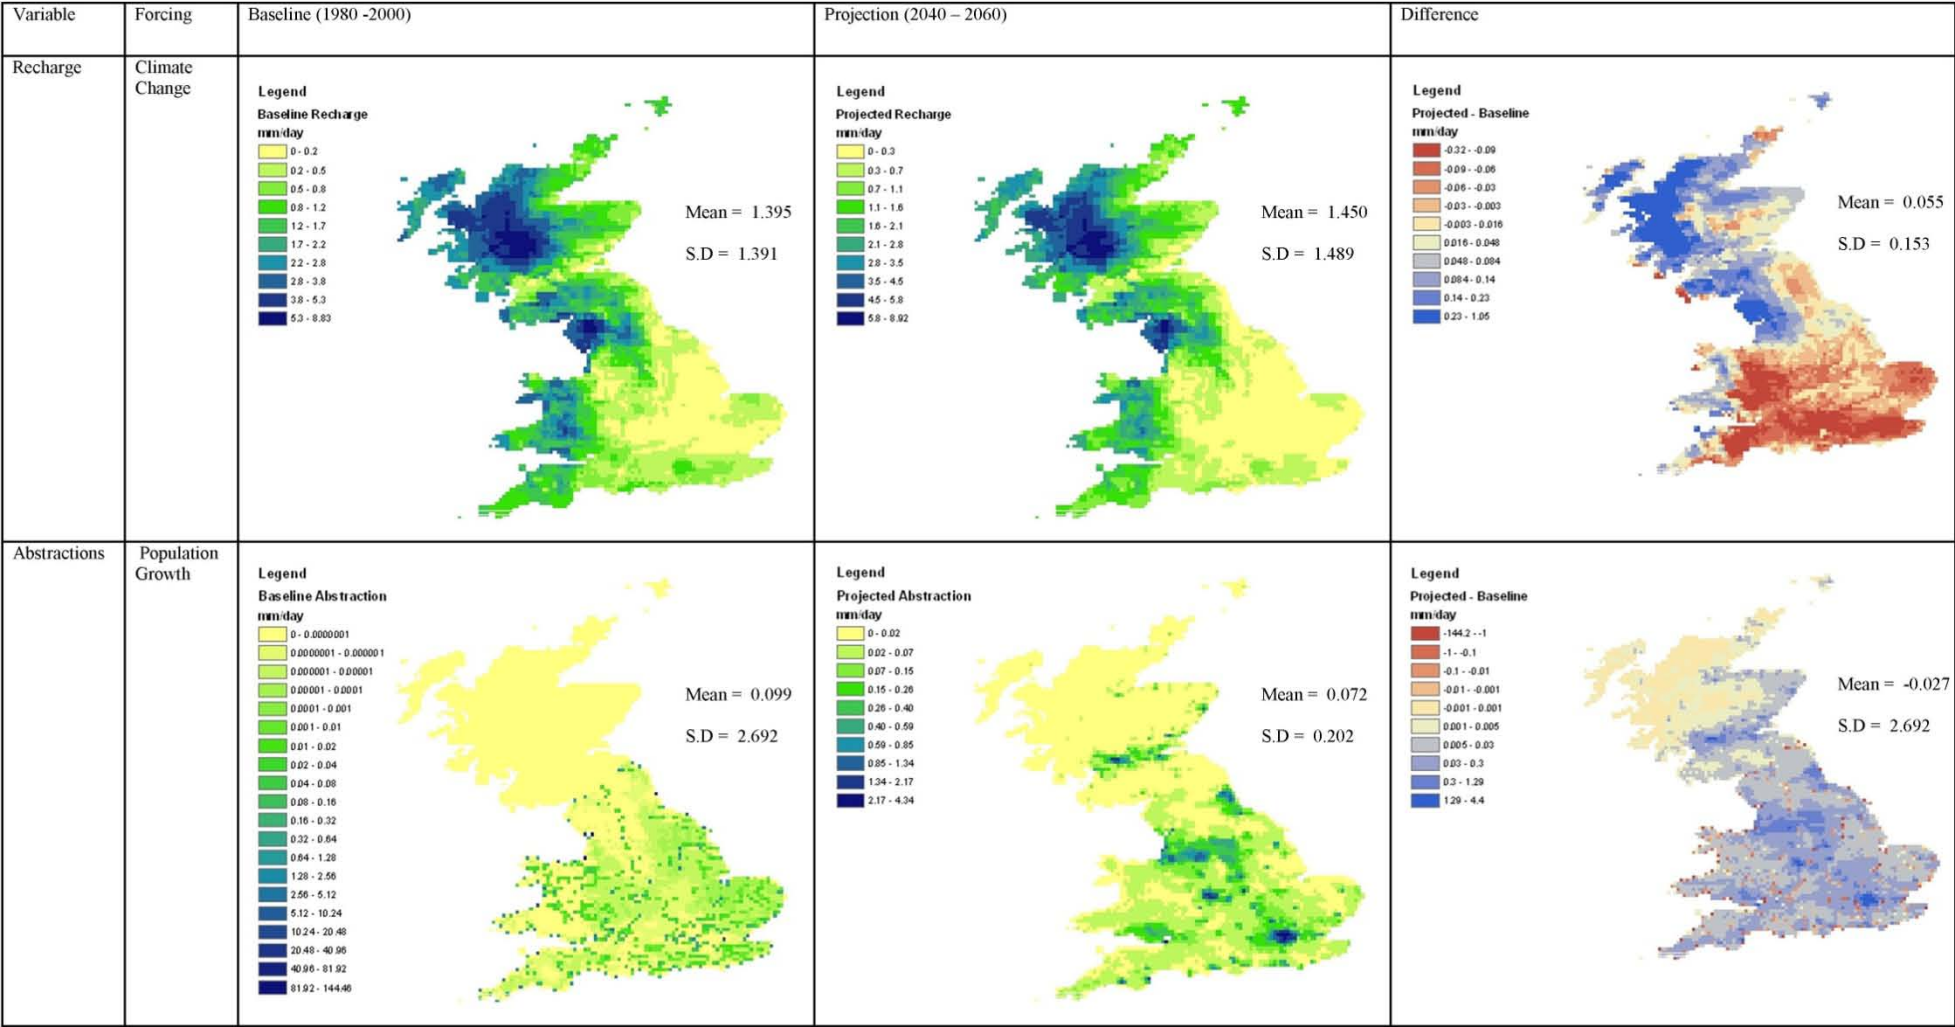 Variable
Forcing
Baseline (1980 -2000)
Projection (2040 – 2060)
Difference
Recharge
Climate
Change
Legend
Baseline Recharge
mm/day
0 - 0.2
0.2 - 0.5
0.5 - 0.8
0.8 - 1.2
1.2 - 1.7
1.7 - 2.2
2.2 - 2.8
2.8 - 3.8
3.8 - 5.3
5.3 - 8.83
Mean = 1.395
S.D = 1.391
Legend
Projected Recharge
mm/day
0 - 0.3
0.3 - 0.7
0.7 - 1.1
1.1 - 1.6
1.6 - 2.1
2.1 - 2.8
2.8 - 3.5
3.5 - 4.5
4.5 - 5.8
5.8 - 8.92
Mean = 1.450
S.D = 1.489
Legend
Projected - Baseline
mm/day
-0.32 - -0.09
-0.09 - -0.06
-0.06 - -0.03
-0.03 - -0.003
-0.003 - 0.016
0.016 - 0.048
0.048 - 0.084
0.084 - 0.14
0.14 - 0.23
0.23 - 1.05
Mean = 0.055
S.D = 0.153
Abstractions
Population
Growth
Legend
Baseline Abstraction
mm/day
0 - 0.0000001
0.0000001 - 0.000001
0.000001 - 0.00001
0.00001 - 0.0001
0.0001 - 0.001
0.001 - 0.01
0.01 - 0.02
0.02 - 0.04
0.04 - 0.08
0.08 - 0.16
0.16 - 0.32
0.32 - 0.64
0.64 - 1.28
1.28 - 2.56
2.56 - 5.12
5.12 - 10.24
10.24 - 20.48
20.48 - 40.96
40.96 - 81.92
81.92 - 144.46
Mean = 0.099
S.D = 2.692
Legend
Projected Abstraction
mm/day
0 - 0.02
0.02 - 0.07
0.07 - 0.15
0.15 - 0.26
0.26 - 0.40
0.40 - 0.59
0.59 - 0.85
0.85 - 1.34
1.34 - 2.17
2.17 - 4.34
Mean = 0.072
S.D = 0.202
Legend
Projected - Baseline
mm/day
-144.2 - -1
-1 - -0.1
-0.1 - -0.01
-0.01 - -0.001
-0.001 - 0.001
0.001 - 0.005
0.005 - 0.03
0.03 - 0.3
0.3 - 1.29
1.29 - 4.4
Mean = -0.027
S.D = 2.692